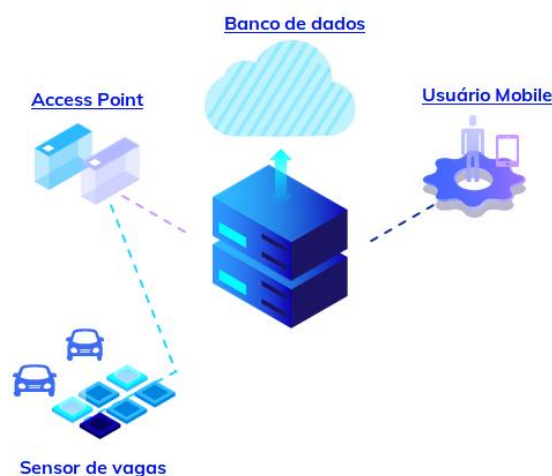 Banco de dados
Access Point
Usuário Mobile
Sensor de vagas